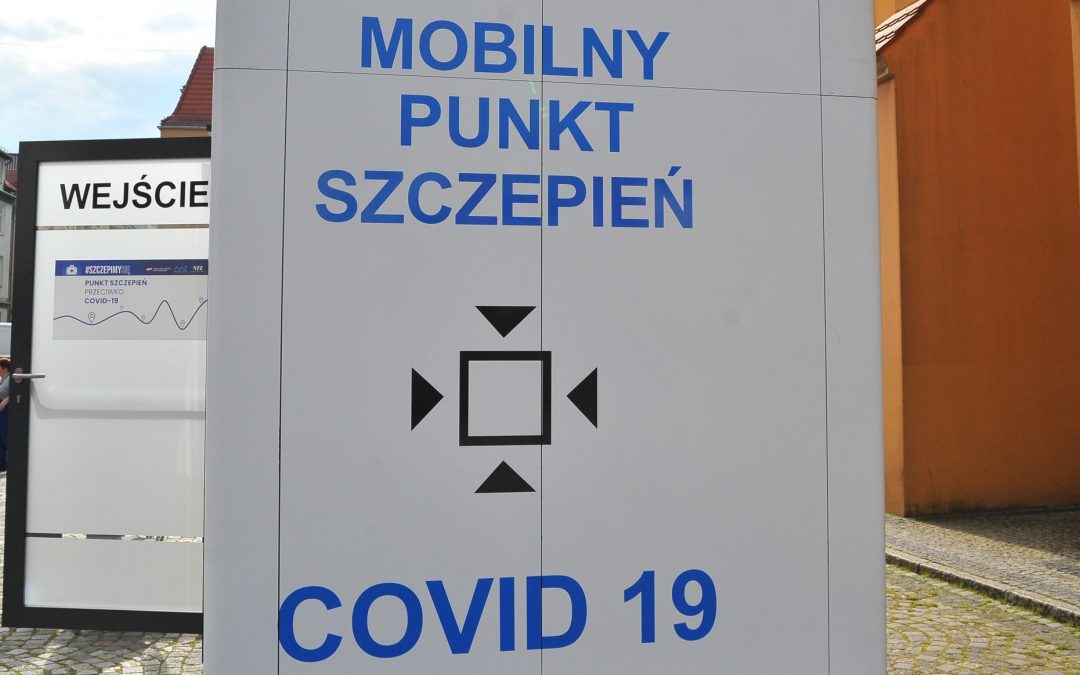 MOBILNY
PUNKT
SZCZEPIEŃ
COVID 19
WEJŚCIE
#SZCZEPIMYSIĘ
PUNKT SZCZEPIEŃ
PRZECIWKO
COVID-19